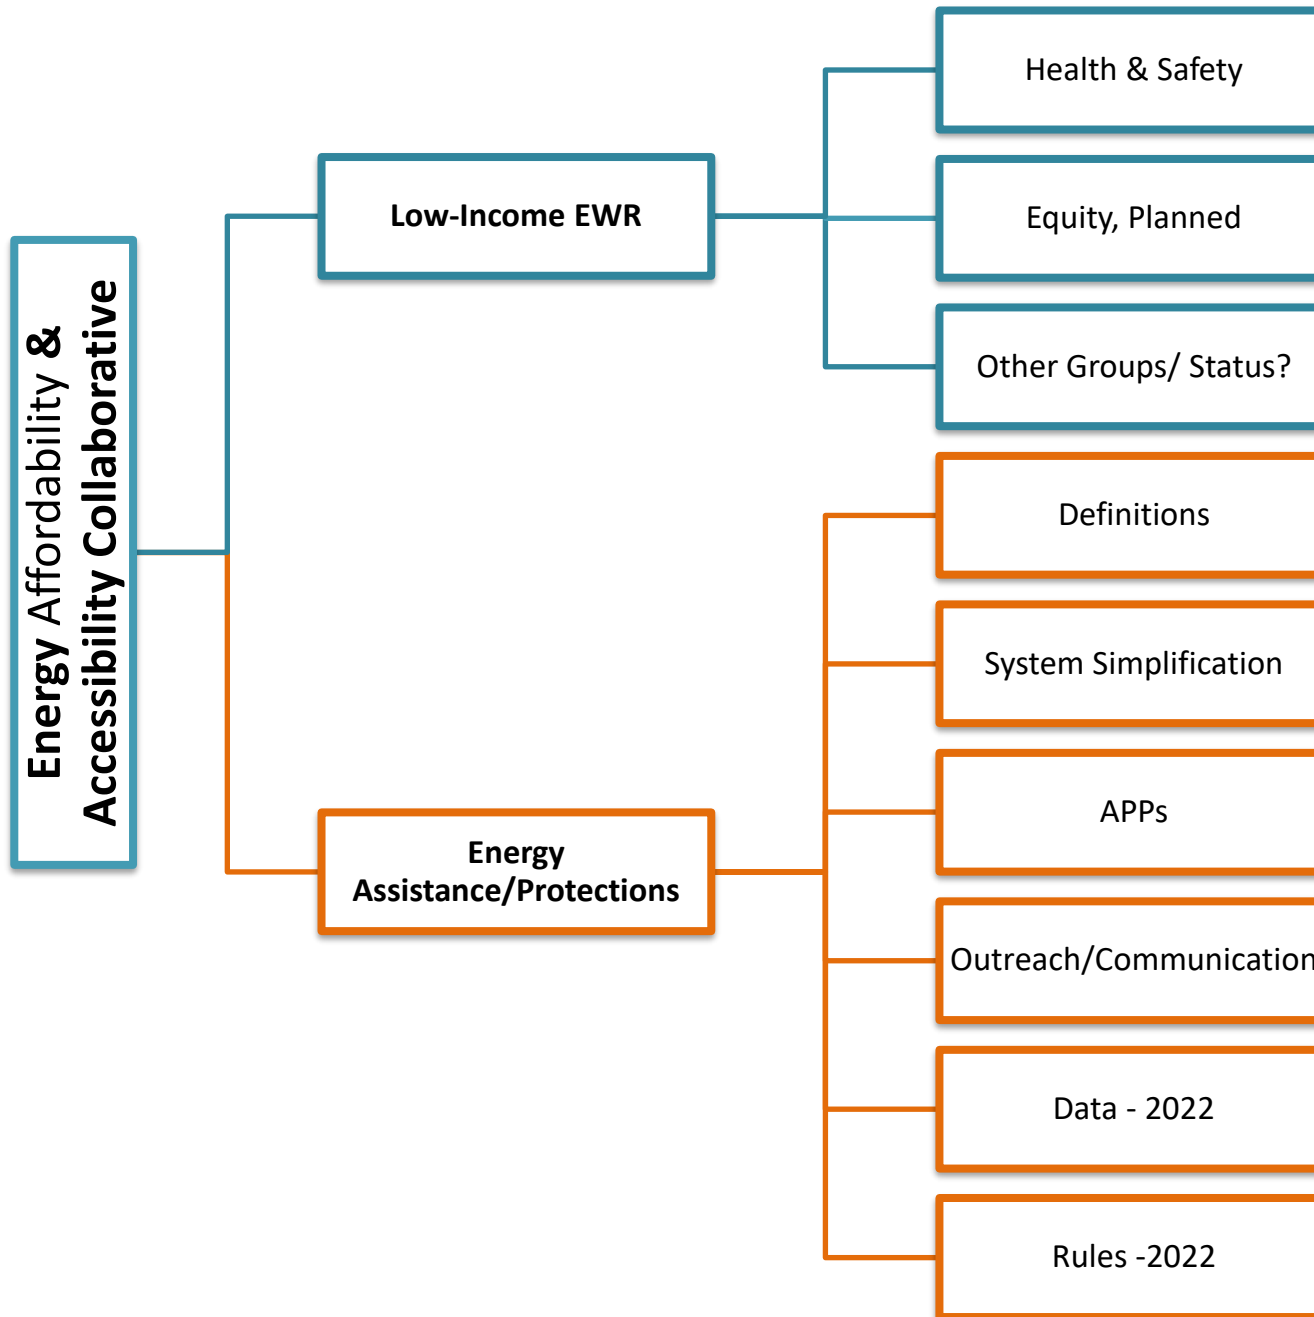 Energy Affordability &
Accessibility Collaborative
Low-Income EWR
Health & Safety
Equity, Planned
Other Groups/ Status?
Energy
Assistance/Protections
Definitions
System Simplification
APPs
Outreach/Communication
Data - 2022
Rules -2022